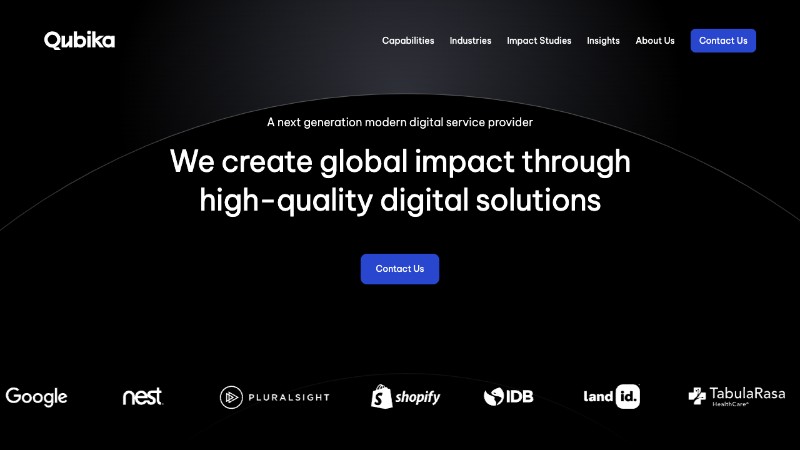 Qubika
Capabilities Industries Impact Studies Insights About Us Contact Us
A next generation modern digital service provider
We create global impact through
high-quality digital solutions
Contact Us
Google nest PLURALSIGHT shopify IDB land id. TabulaRasa
HealthCare®